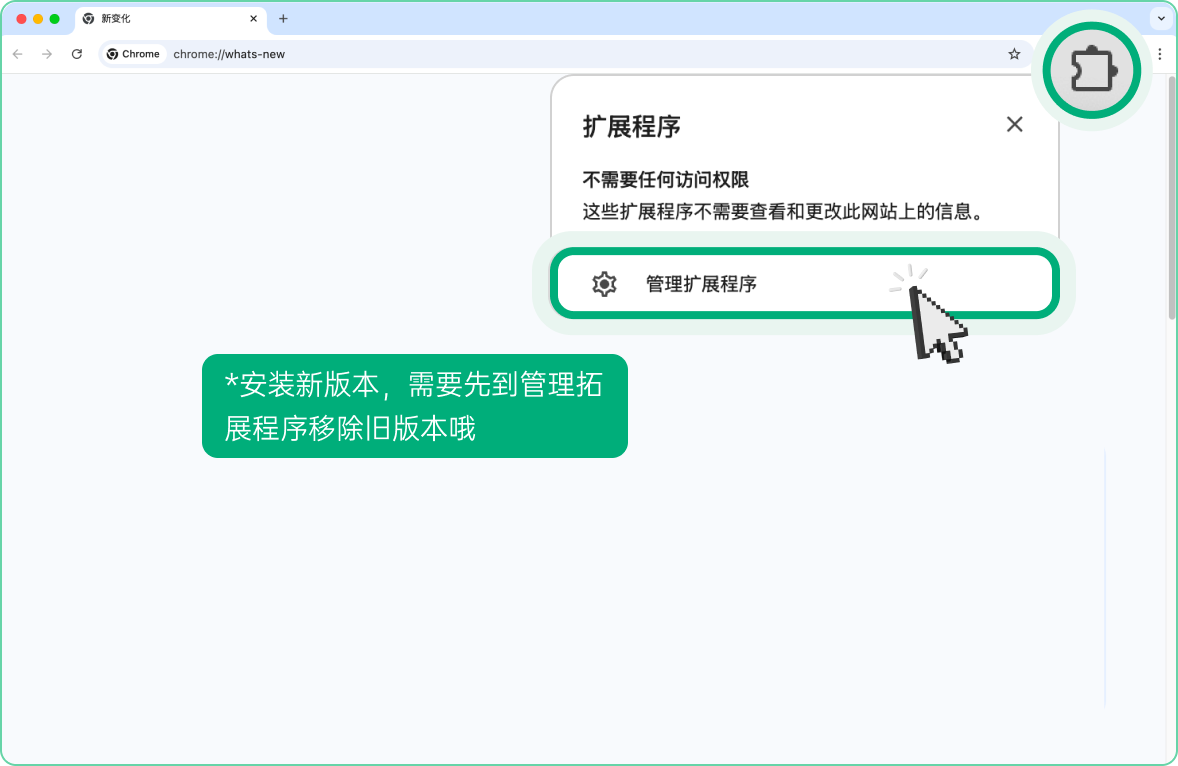 新变化
Chrome chrome://whats-new
扩展程序
不需要任何访问权限
这些扩展程序不需要查看和更改此网站上的信息。
管理扩展程序
*安装新版本，需要先到管理拓
展程序移除旧版本哦